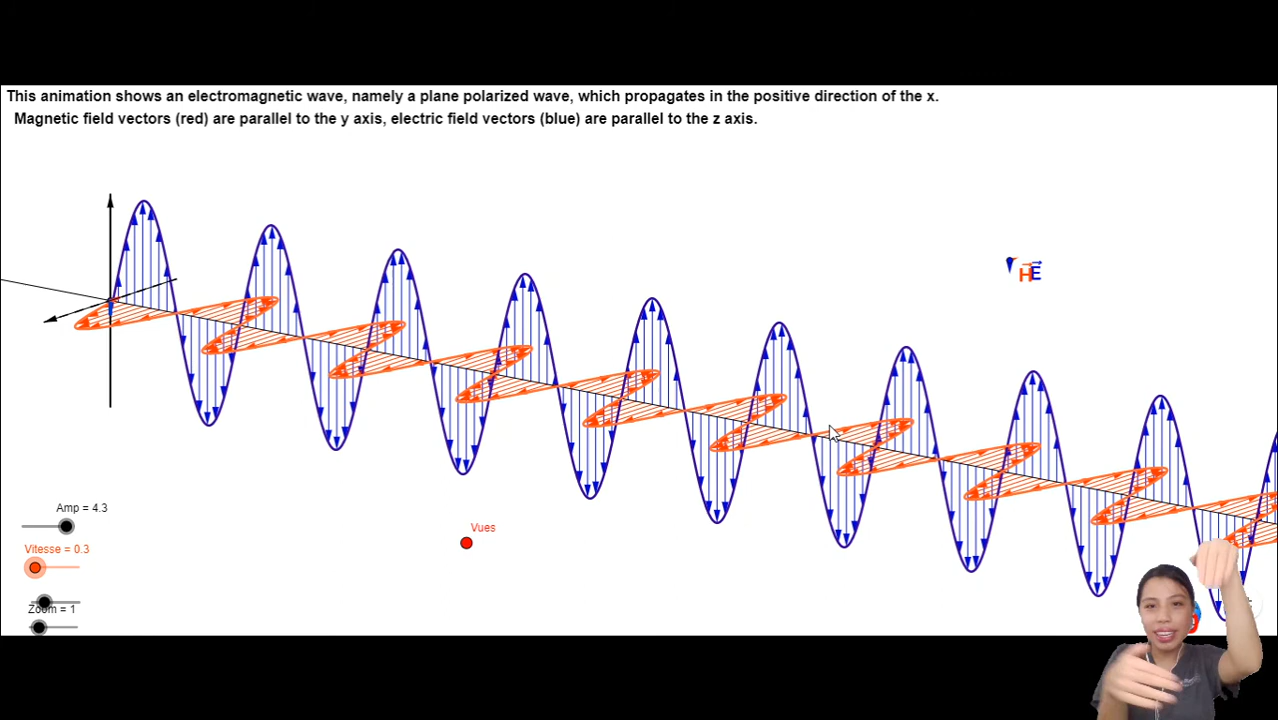 This animation shows an electromagnetic wave, namely a plane polarized wave, which propagates in the positive direction of the x.
Magnetic field vectors (red) are parallel to the y axis, electric field vectors (blue) are parallel to the z axis.
H E
Amp = 4.3
Vues
Vitesse = 0.3
Zoom = 1